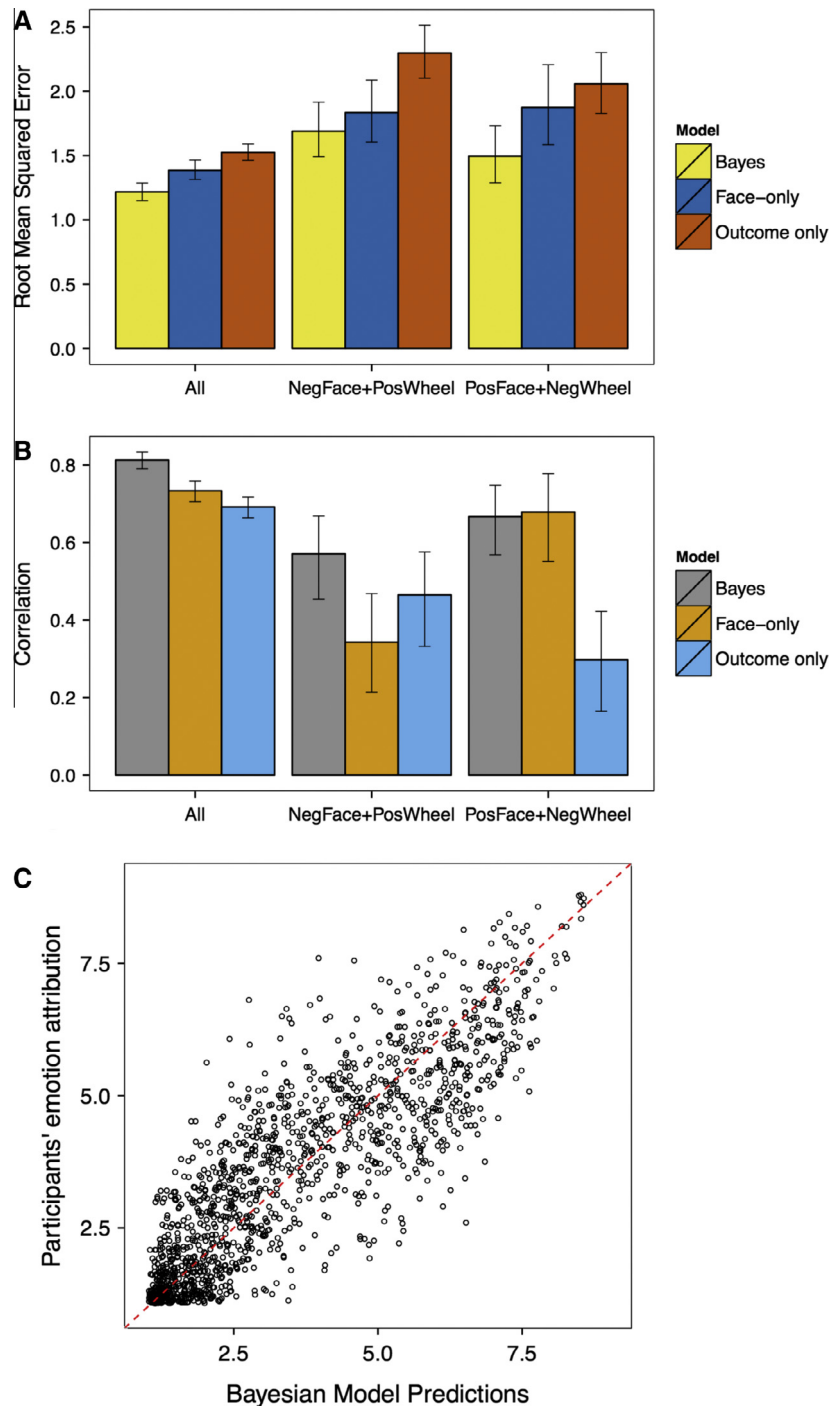 A
Root Mean Squared Error
2.5
2.0
1.5
1.0
0.5
0.0
All
NegFace+PosWheel
PosFace+NegWheel
Model
Bayes
Face-only
Outcome only
B
Correlation
0.8
0.6
0.4
0.2
0.0
All
NegFace+PosWheel
PosFace+NegWheel
Model
Bayes
Face-only
Outcome only
C
Participants' emotion attribution
7.5
5.0
2.5
2.5
5.0
7.5
Bayesian Model Predictions